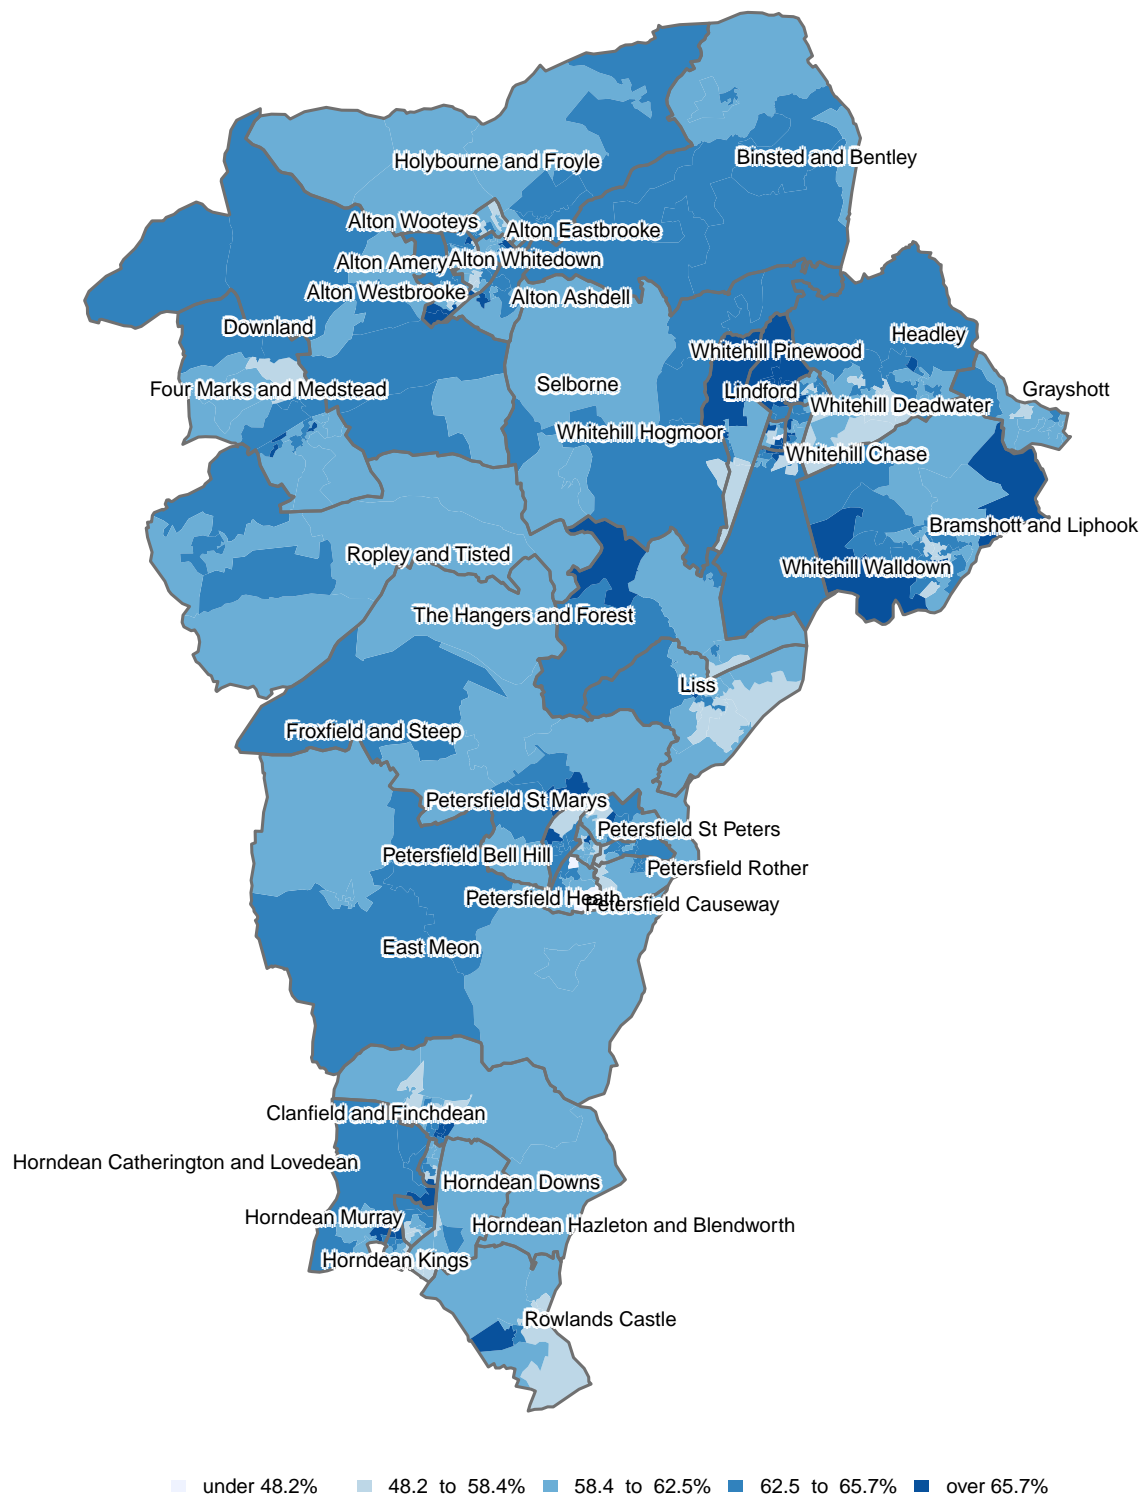 Holybourne and Froyle
Binsted and Bentley
Alton Wooteys
Alton Eastbrooke
Alton Amery
Alton Whitedown
Alton Westbrooke
Alton Ashdell
Downland
Headley
Whitehill Pinewood
Selborne
Four Marks and Medstead
Lindford
Grayshott
Whitehill Deadwater
Whitehill Hogmoor
Whitehill Chase
Bramshott and Liphook
Ropley and Tisted
Whitehill Walldown
The Hangers and Forest
Liss
Froxfield and Steep
Petersfield St Marys
Petersfield St Peters
Petersfield Bell Hill
Petersfield Rother
Petersfield Heath
Petersfield Causeway
East Meon
Clanfield and Finchdean
Horndean Catherington and Lovedean
Horndean Downs
Horndean Murray
Horndean Hazleton and Blendworth
Horndean Kings
Rowlands Castle
under 48.2% 48.2 to 58.4% 58.4 to 62.5% 62.5 to 65.7% over 65.7%